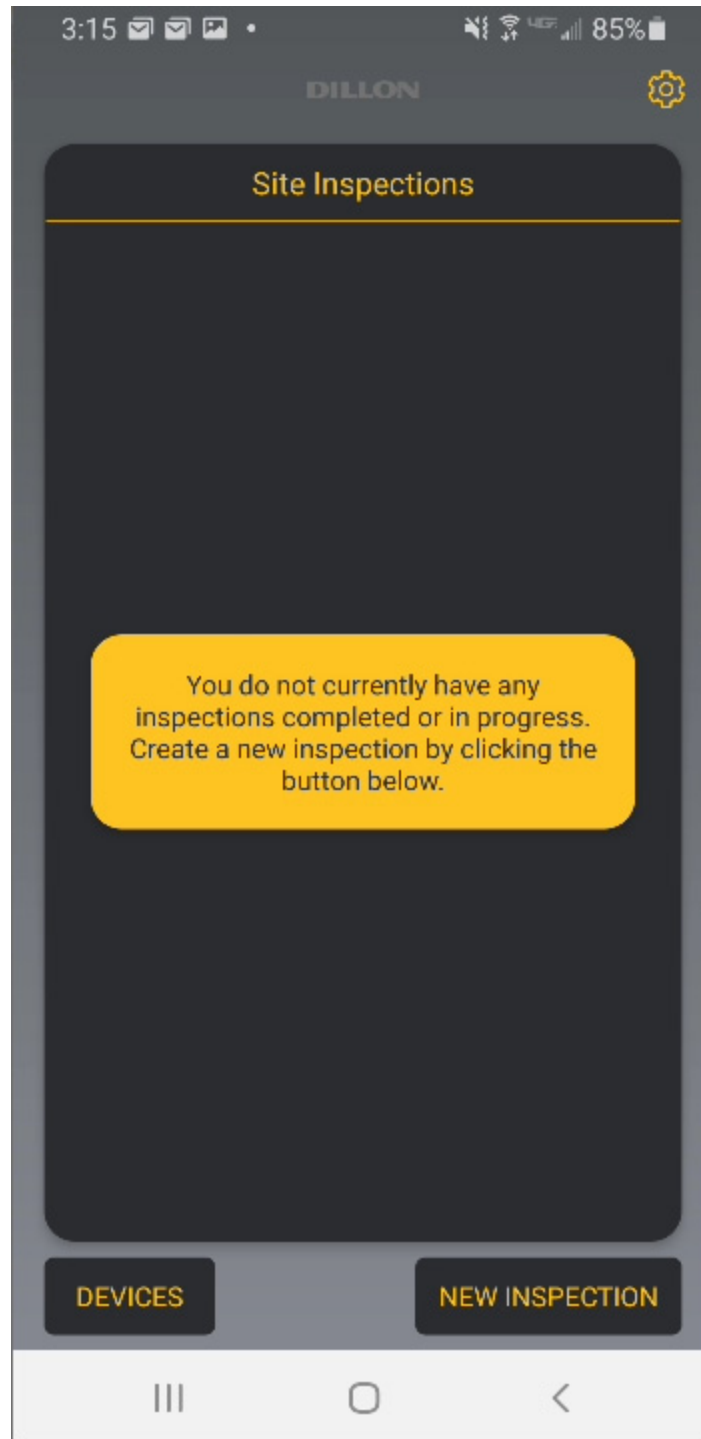 3:15
85%
DILLON
Site Inspections
You do not currently have any
inspections completed or in progress.
Create a new inspection by clicking the
button below.
DEVICES
NEW INSPECTION